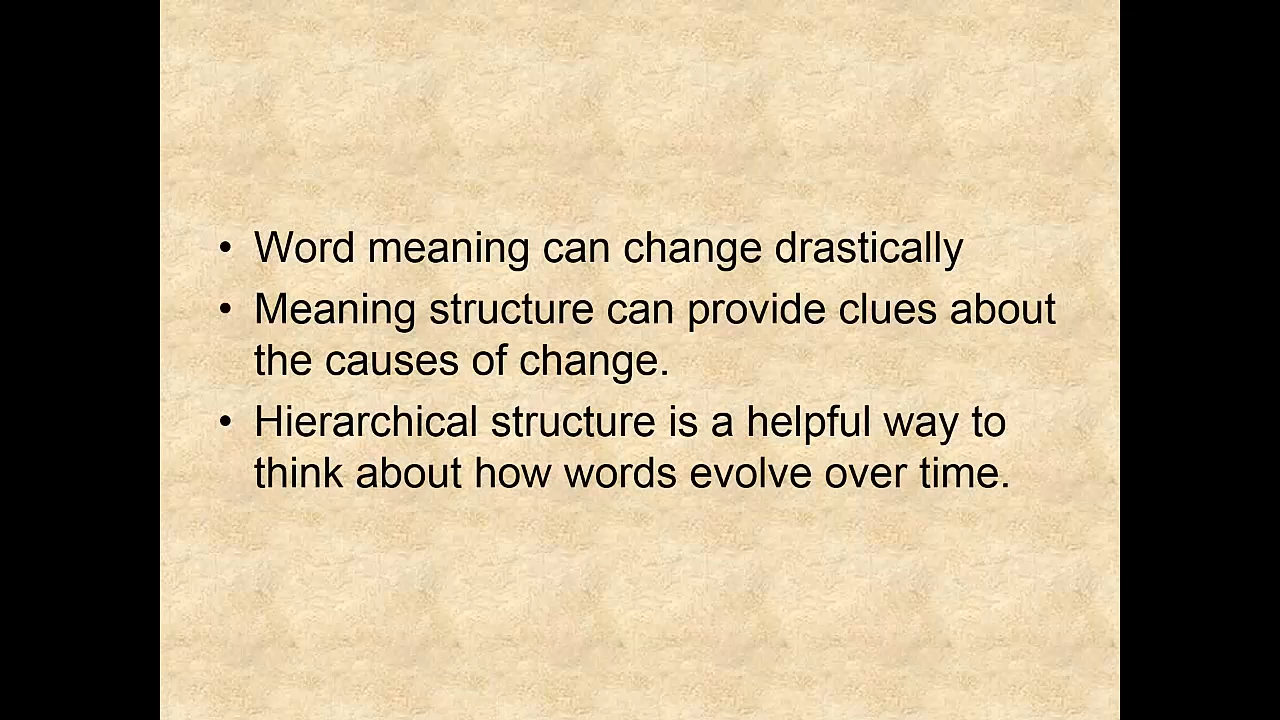 • Word meaning can change drastically
• Meaning structure can provide clues about
the causes of change.
• Hierarchical structure is a helpful way to
think about how words evolve over time.